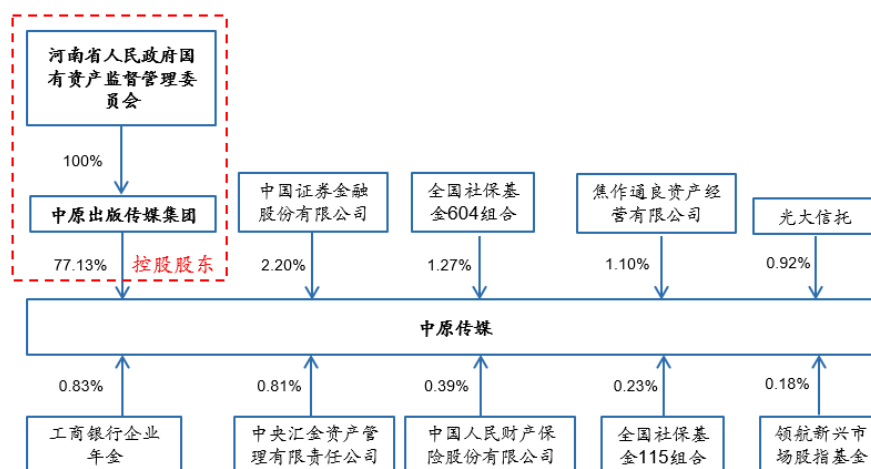 河南省人民政府国
有资产监督管理委
员会
100%
中原出版传媒集团
中国证券金融
股份有限公司
全国社保基
金604组合
焦作通良资产经
营有限公司
光大信托
77.13%
控股股东
2.20%
1.27%
1.10%
0.92%
中原传媒
0.83%
0.81%
0.39%
0.23%
0.18%
工商银行企业
年金
中央汇金资产管
理有限责任公司
中国人民财产保
险股份有限公司
全国社保基
金115组合
领航新兴市
场股指基金